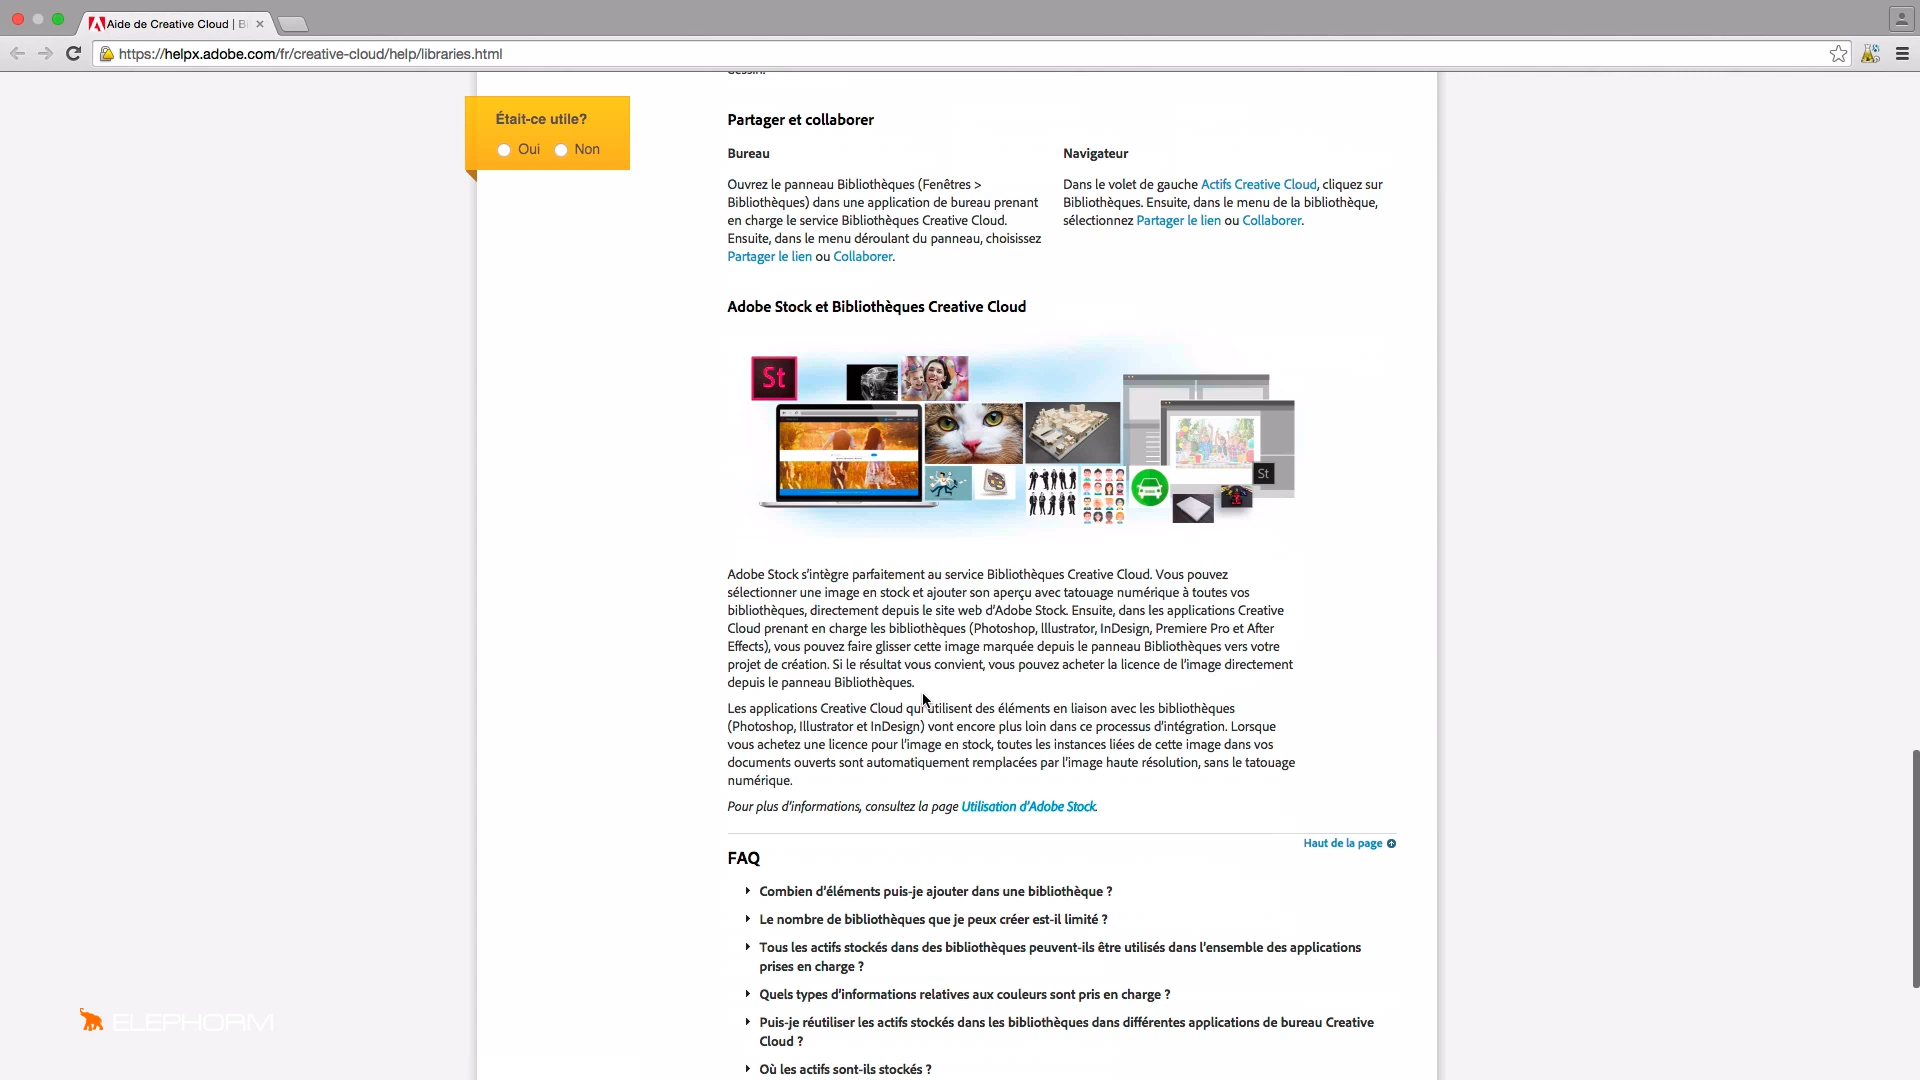 Aide de Creative Cloud |
https://helpx.adobe.com/fr/creative-cloud/help/libraries.html
Était-ce utile?
Oui Non
Partager et collaborer
Bureau
Ouvrez le panneau Bibliothèques (Fenêtres >
Bibliothèques) dans une application de bureau prenant
en charge le service Bibliothèques Creative Cloud.
Ensuite, dans le menu déroulant du panneau, choisissez
Partager le lien ou Collaborer.
Navigateur
Dans le volet de gauche Actifs Creative Cloud, cliquez sur
Bibliothèques. Ensuite, dans le menu de la bibliothèque,
sélectionnez Partager le lien ou Collaborer.
Adobe Stock et Bibliothèques Creative Cloud
St
St
Adobe Stock s’intègre parfaitement au service Bibliothèques Creative Cloud. Vous pouvez
sélectionner une image en stock et ajouter son aperçu avec tatouage numérique à toutes vos
bibliothèques, directement depuis le site web d’Adobe Stock. Ensuite, dans les applications Creative
Cloud prenant en charge les bibliothèques (Photoshop, Illustrator, InDesign, Premiere Pro et After
Effects), vous pouvez faire glisser cette image marquée depuis le panneau Bibliothèques vers votre
projet de création. Si le résultat vous convient, vous pouvez acheter la licence de l’image directement
depuis le panneau Bibliothèques.
Les applications Creative Cloud qui utilisent des éléments en liaison avec les bibliothèques
(Photoshop, Illustrator et InDesign) vont encore plus loin dans ce processus d’intégration. Lorsque
vous achetez une licence pour l’image en stock, toutes les instances liées de cette image dans vos
documents ouverts sont automatiquement remplacées par l’image haute résolution, sans le tatouage
numérique.
Pour plus d’informations, consultez la page Utilisation d’Adobe Stock.
Haut de la page
FAQ
Combien d’éléments puis-je ajouter dans une bibliothèque ?
Le nombre de bibliothèques que je peux créer est-il limité ?
Tous les actifs stockés dans des bibliothèques peuvent-ils être utilisés dans l’ensemble des applications
prises en charge ?
Quels types d’informations relatives aux couleurs sont pris en charge ?
Puis-je réutiliser les actifs stockés dans les bibliothèques dans différentes applications de bureau Creative
Cloud ?
Où les actifs sont-ils stockés ?
ELEPHORM